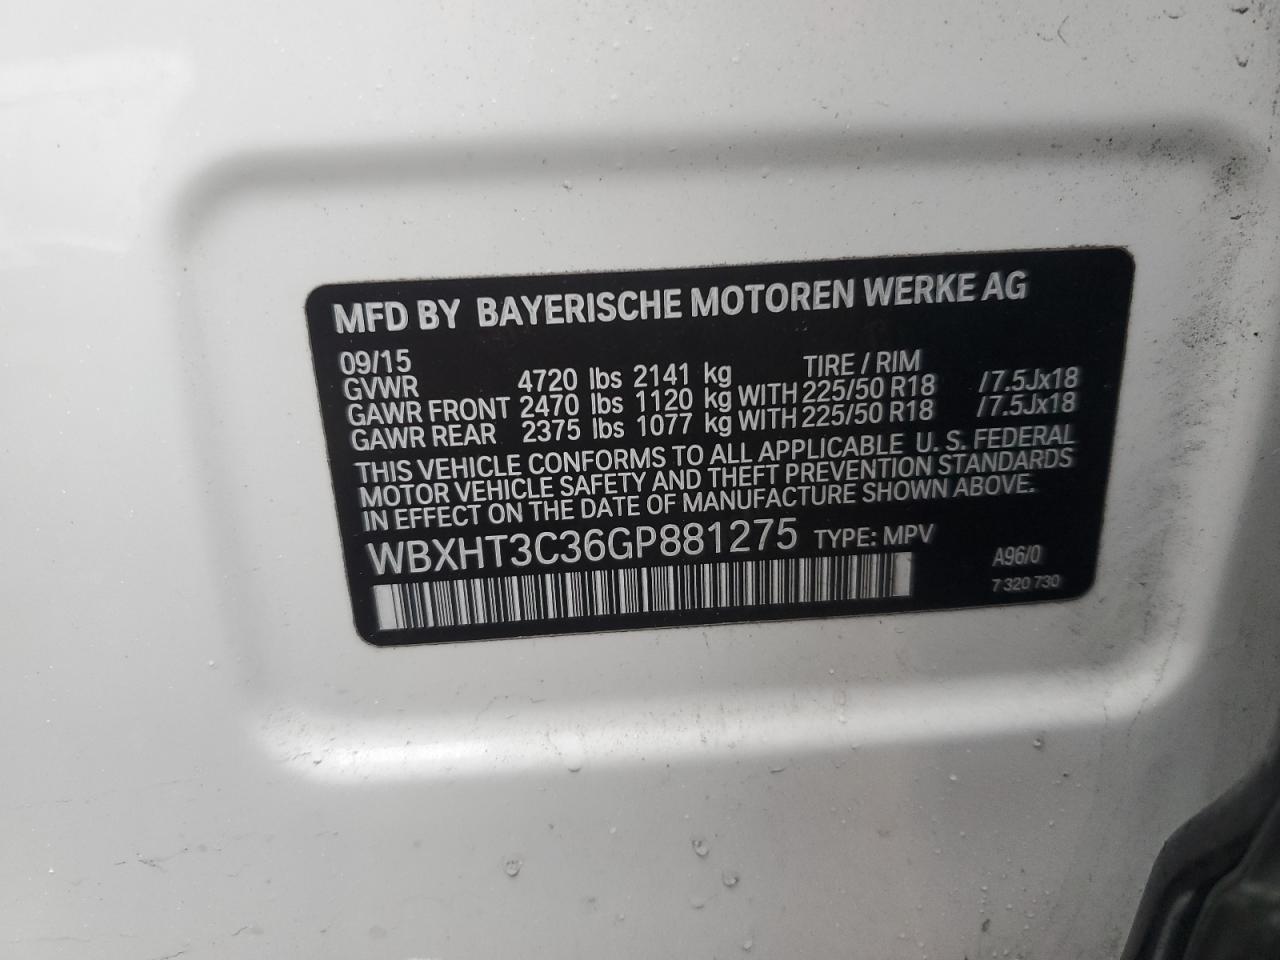 MFD BY BAYERISCHE MOTOREN WERKE AG
09/15 TIRE / RIM
GVWR 4720 lbs 2141 kg
GAWR FRONT 2470 lbs 1120 kg WITH 225/50 R18 /7.5Jx18
GAWR REAR 2375 lbs 1077 kg WITH 225/50 R18 /7.5Jx18
THIS VEHICLE CONFORMS TO ALL APPLICABLE U. S. FEDERAL
MOTOR VEHICLE SAFETY AND THEFT PREVENTION STANDARDS
IN EFFECT ON THE DATE OF MANUFACTURE SHOWN ABOVE.
WBXHT3C36GP881275 TYPE: MPV A96/0
7 320 730